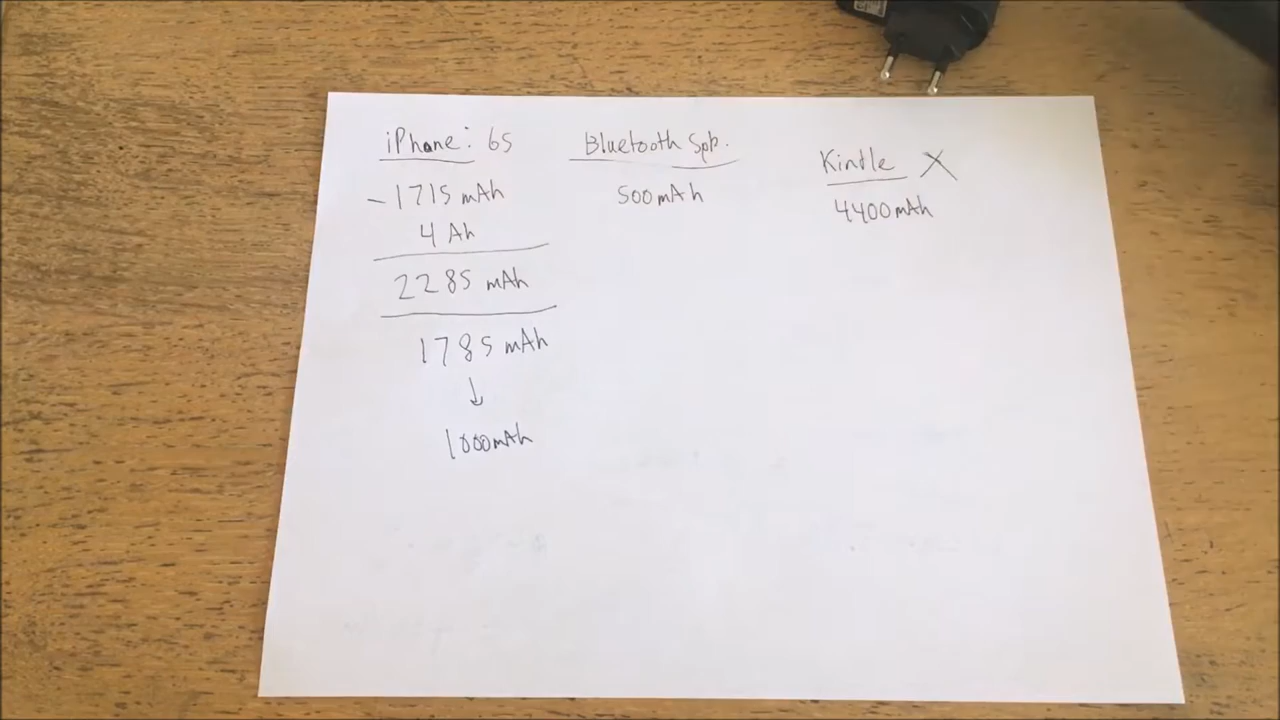 iPhone: 6S
- 1715 mAh
4 Ah
2285 mAh
1785 mAh
↓
1000mAh
Bluetooth Spk.
500mAh
Kindle X
4400mAh